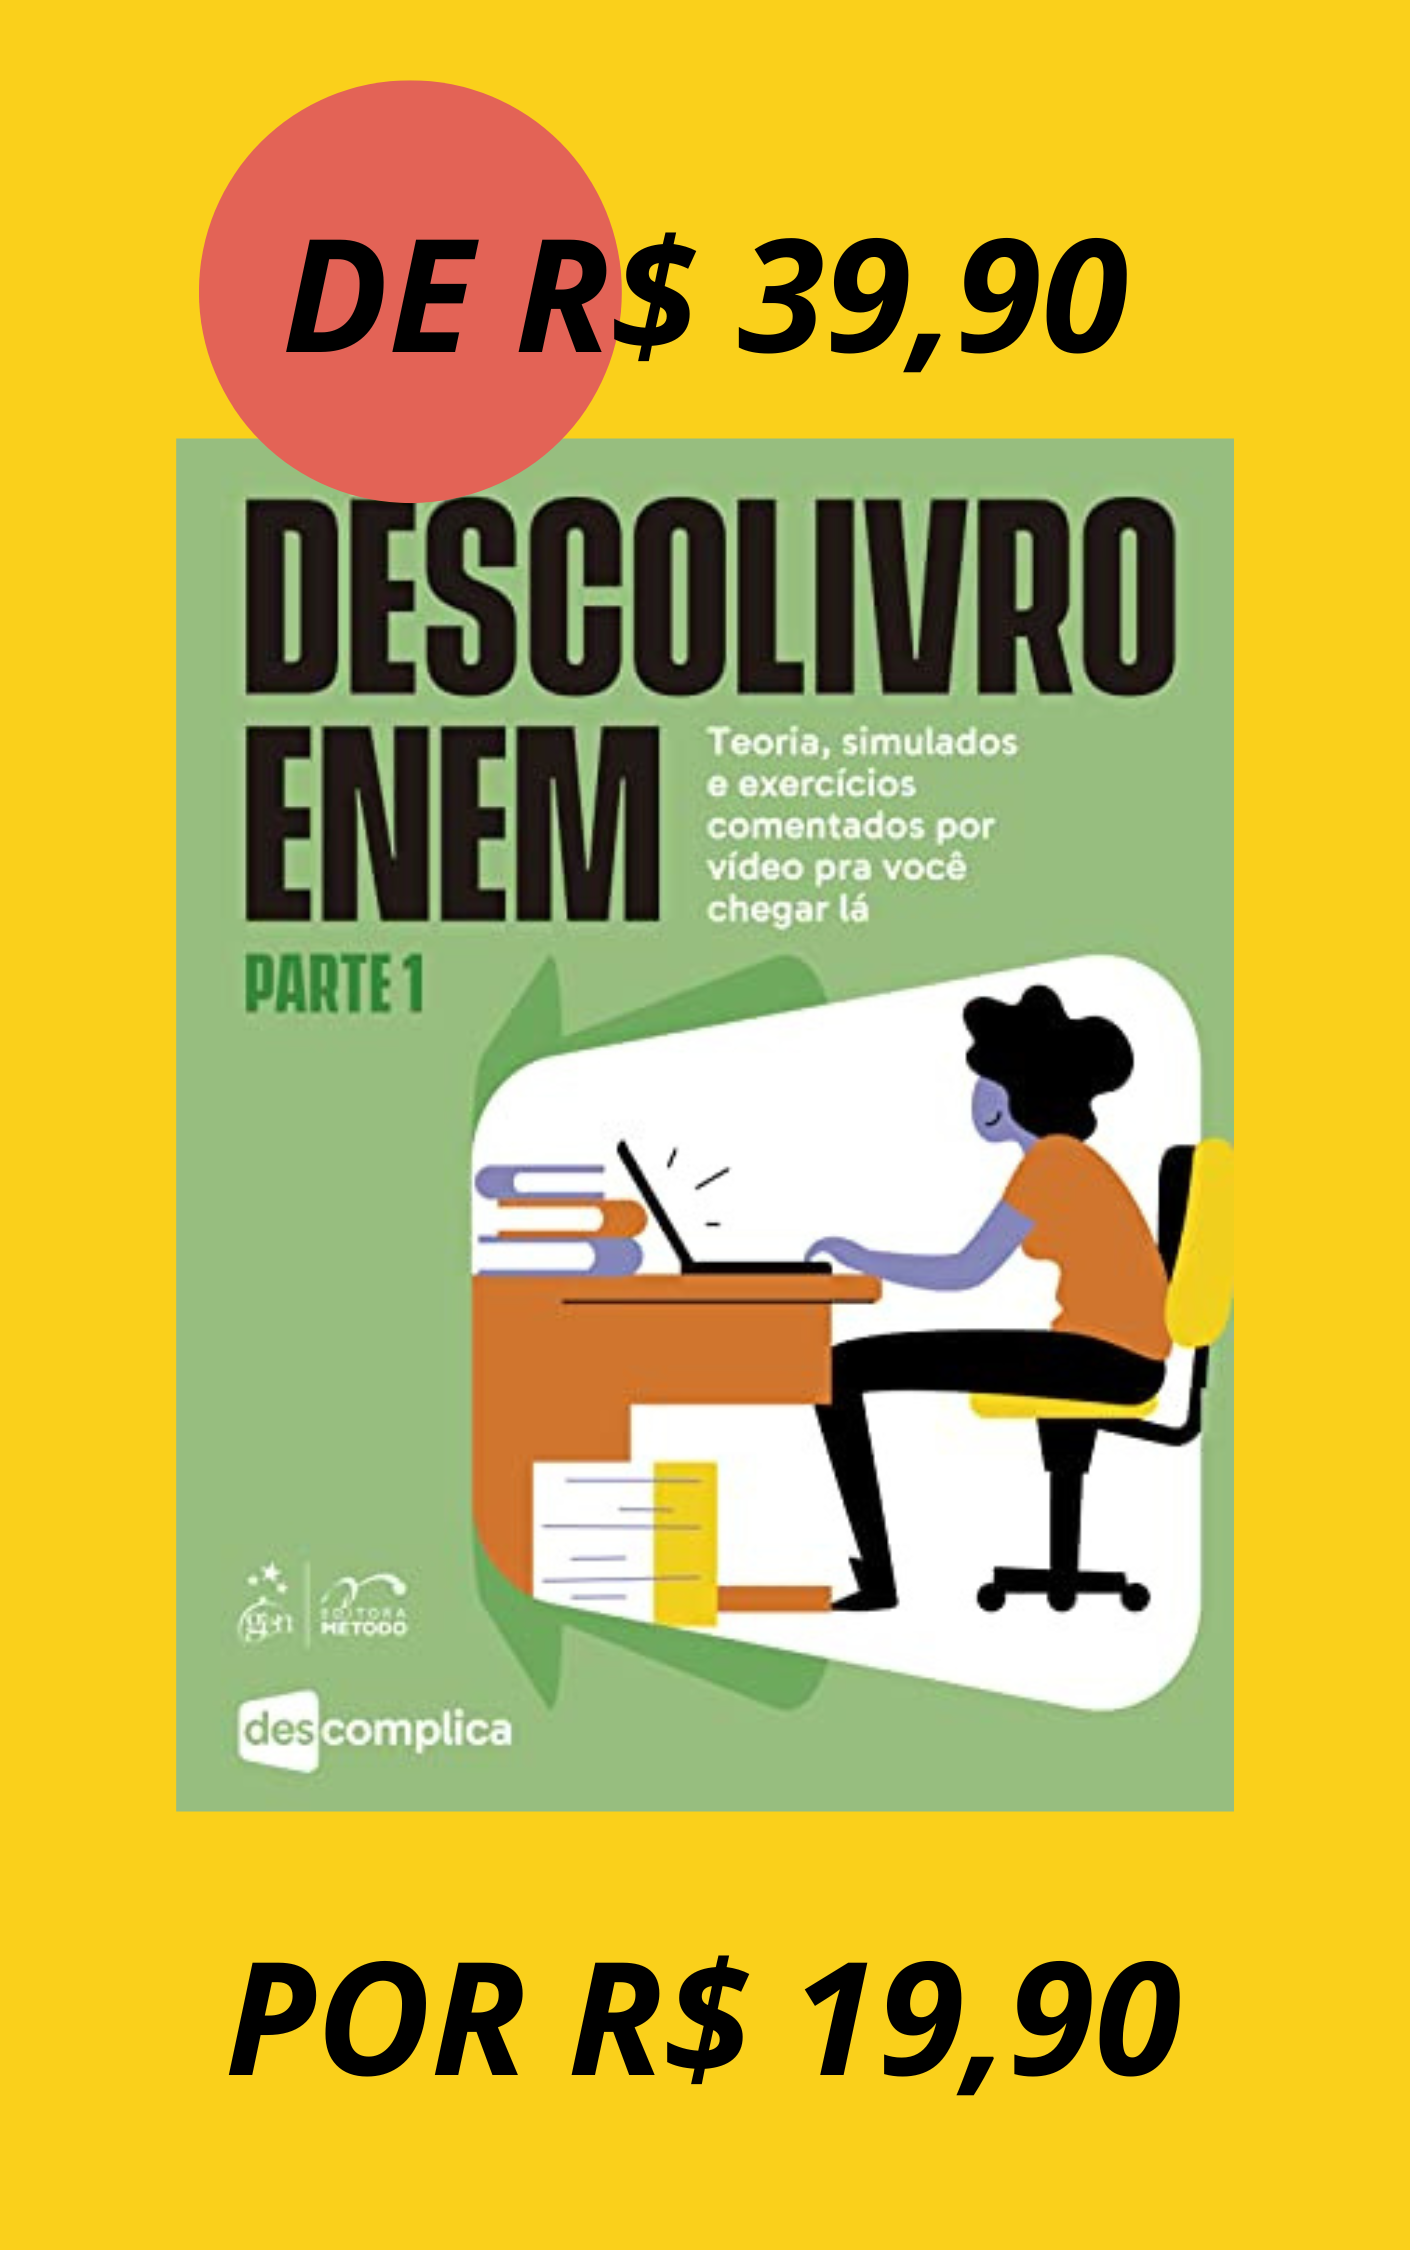 DE R$ 39,90
DESCOLIVRO
ENEM
Teoria, simulados
e exercícios
comentados por
vídeo pra você
chegar lá
PARTE 1
gen
EDITORA
MÉTODO
descomplica
POR R$ 19,90